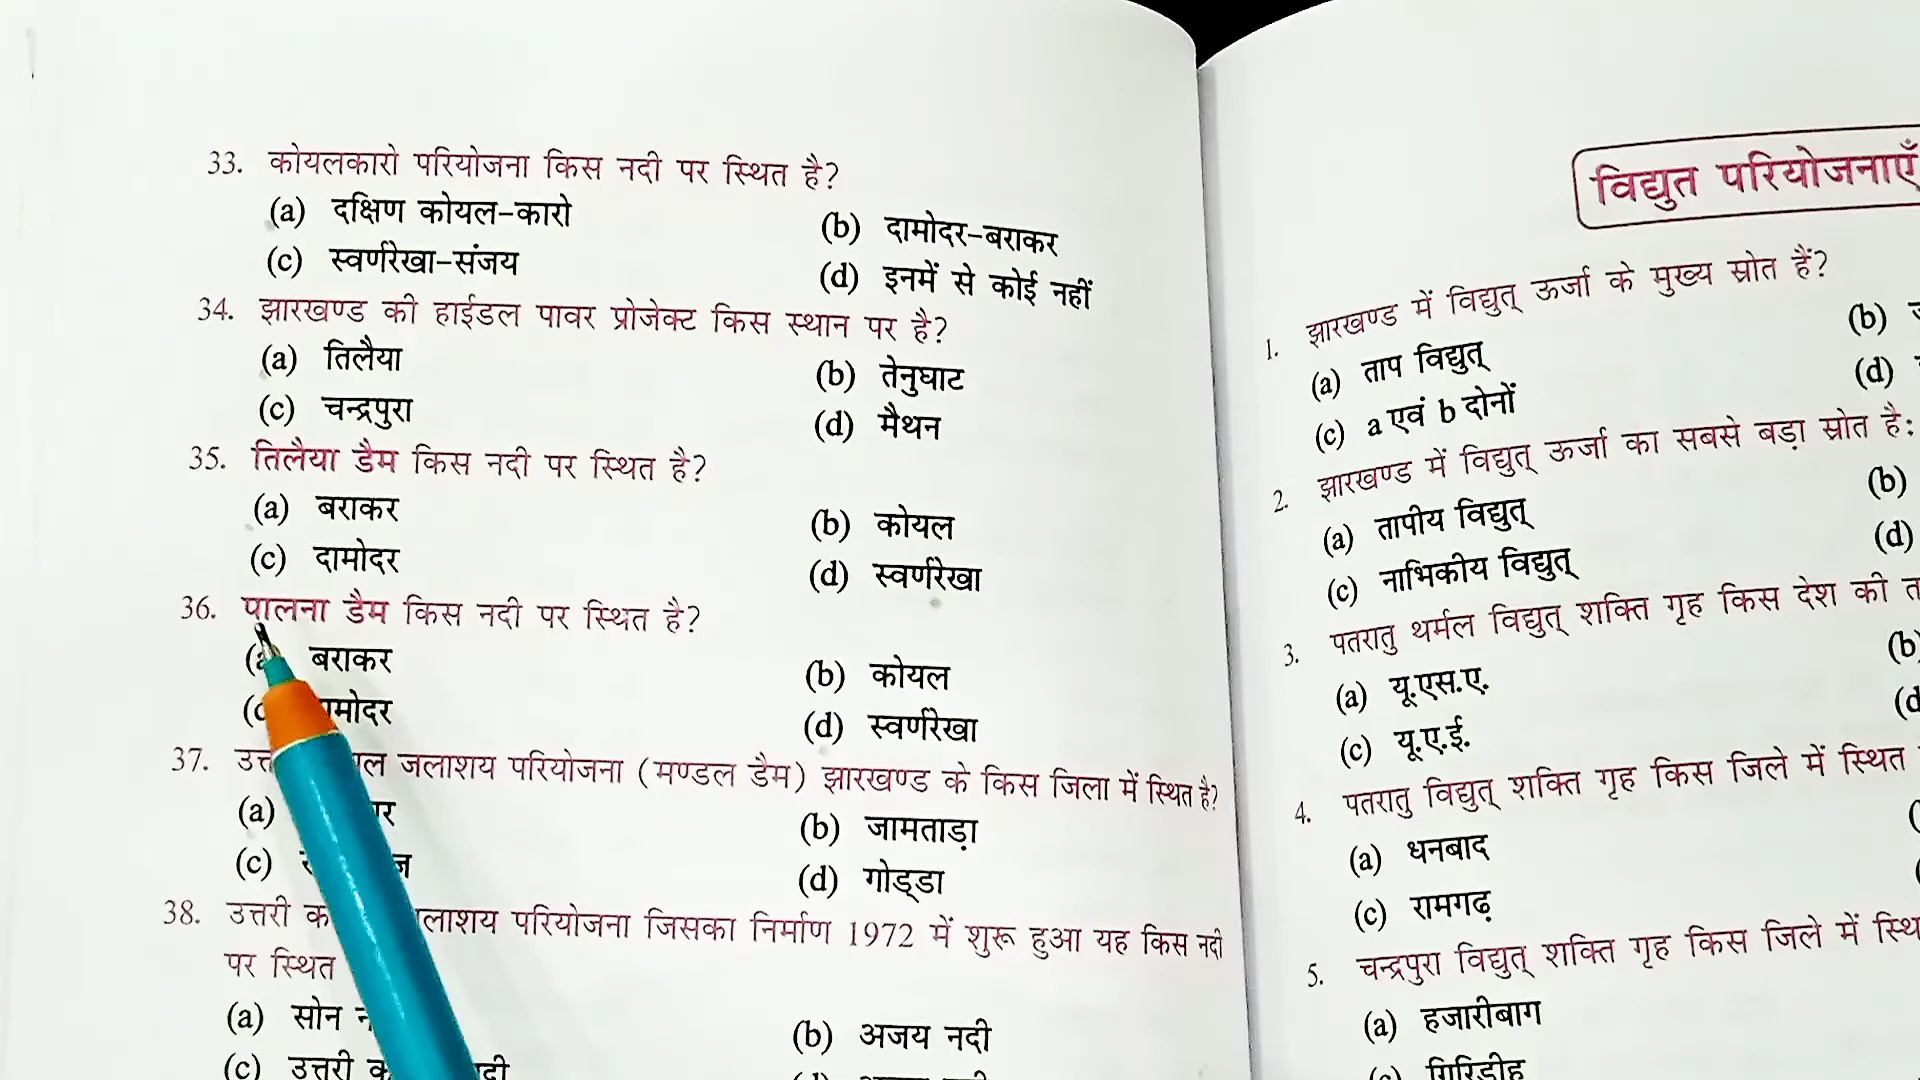 33. कोयलकारो परियोजना किस नदी पर स्थित है?
(a) दक्षिण कोयल-कारो (b) दामोदर-बराकर
(c) स्वर्णरेखा-संजय (d) इनमें से कोई नहीं
34. झारखण्ड की हाईडल पावर प्रोजेक्ट किस स्थान पर है?
(a) तिलैया (b) तेनुघाट
(c) चन्द्रपुरा (d) मैथन
35. तिलैया डैम किस नदी पर स्थित है?
(a) बराकर (b) कोयल
(c) दामोदर (d) स्वर्णरेखा
36. पालना डैम किस नदी पर स्थित है?
बराकर (b) कोयल
(d) स्वर्णरेखा
37. जलाशय परियोजना (मण्डल डैम) झारखण्ड के किस जिला में स्थित है?
(a) (b) जामताड़ा
(c) (d) गोड्डा
38. उत्तरी परियोजना जिसका निर्माण 1972 में शुरू हुआ यह किस नदी
पर स्थित
(a) सोन (b) अजय नदी
(c) उत्तरी
विद्युत परियोजनाएँ
1. झारखण्ड में विद्युत् ऊर्जा के मुख्य स्रोत हैं?
(a) ताप विद्युत् (b)
(c) a एवं b दोनों (d)
2. झारखण्ड में विद्युत् ऊर्जा का सबसे बड़ा स्रोत है:
(a) तापीय विद्युत् (b)
(c) नाभिकीय विद्युत् (d)
3. पतरातु थर्मल विद्युत् शक्ति गृह किस देश की
(a) यू.एस.ए. (b)
(c) यू.ए.ई.
4. पतरातु विद्युत् शक्ति गृह किस जिले में स्थित
(a) धनबाद
(c) रामगढ़
5. चन्द्रपुरा विद्युत् शक्ति गृह किस जिले में
(a) हजारीबाग
गिरिडीह